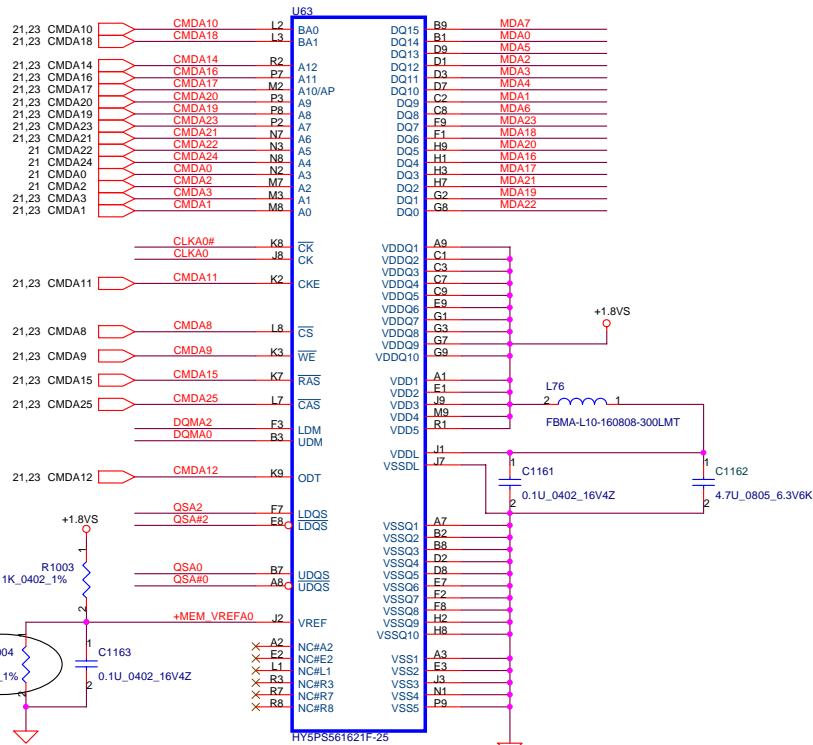 U63
21,23 CMDA10 CMDA10 L2 BA0 DQ15 B9 MDA7
21,23 CMDA18 CMDA18 L3 BA1 DQ14 B1 MDA0
DQ13 D9 MDA5
21,23 CMDA14 CMDA14 R2 A12 DQ12 D1 MDA2
21,23 CMDA16 CMDA16 P7 A11 DQ11 D3 MDA3
21,23 CMDA17 CMDA17 M2 A10/AP DQ10 D7 MDA4
21,23 CMDA20 CMDA20 P3 A9 DQ9 C2 MDA1
21,23 CMDA19 CMDA19 P8 A8 DQ8 C8 MDA6
21,23 CMDA23 CMDA23 P2 A7 DQ7 F9 MDA23
21,23 CMDA21 CMDA21 N7 A6 DQ6 F1 MDA18
21 CMDA22 CMDA22 N3 A5 DQ5 H9 MDA20
21 CMDA24 CMDA24 N8 A4 DQ4 H1 MDA16
21 CMDA0 CMDA0 N2 A3 DQ3 H3 MDA17
21 CMDA2 CMDA2 M7 A2 DQ2 H7 MDA21
21,23 CMDA3 CMDA3 M3 A1 DQ1 G2 MDA19
21,23 CMDA1 CMDA1 M8 A0 DQ0 G8 MDA22
CLKA0# K8 CK VDDQ1 A9
CLKA0 J8 CK VDDQ2 C1
VDDQ3 C3
21,23 CMDA11 CMDA11 K2 CKE VDDQ4 C7
VDDQ5 C9
VDDQ6 E9
VDDQ7 G1
+1.8VS
21,23 CMDA8 CMDA8 L8 CS VDDQ8 G3
VDDQ9 G7
21,23 CMDA9 CMDA9 K3 WE VDDQ10 G9
21,23 CMDA15 CMDA15 K7 RAS VDD1 A1
VDD2 E1
L76
21,23 CMDA25 CMDA25 L7 CAS VDD3 J9 2 1
VDD4 M9
DQMA2 F3 LDM VDD5 R1 FBMA-L10-160808-300LMT
DQMA0 B3 UDM
VDDL J1
VSSDL J7
1 C1161 1 C1162
21,23 CMDA12 CMDA12 K9 ODT
0.1U_0402_16V4Z 4.7U_0805_6.3V6K
2 2
QSA2 F7 LDQS
QSA#2 E8 LDQS VSSQ1 A7
+1.8VS
VSSQ2 B2
VSSQ3 B8
VSSQ4 D2
1
R1003
1K_0402_1%
2
QSA0 B7 UDQS VSSQ5 D8
QSA#0 A8 UDQS VSSQ6 E7
VSSQ7 F2
VSSQ8 F8
+MEM_VREFA0 J2 VREF VSSQ9 H2
VSSQ10 H8
1 1
A2 NC#A2
004 C1163 E2 NC#E2 VSS1 A3
L1 NC#L1 VSS2 E3
1% 0.1U_0402_16V4Z R3 NC#R3 VSS3 J3
2 2 R7 NC#R7 VSS4 N1
R8 NC#R8 VSS5 P9
HY5PS561621F-25